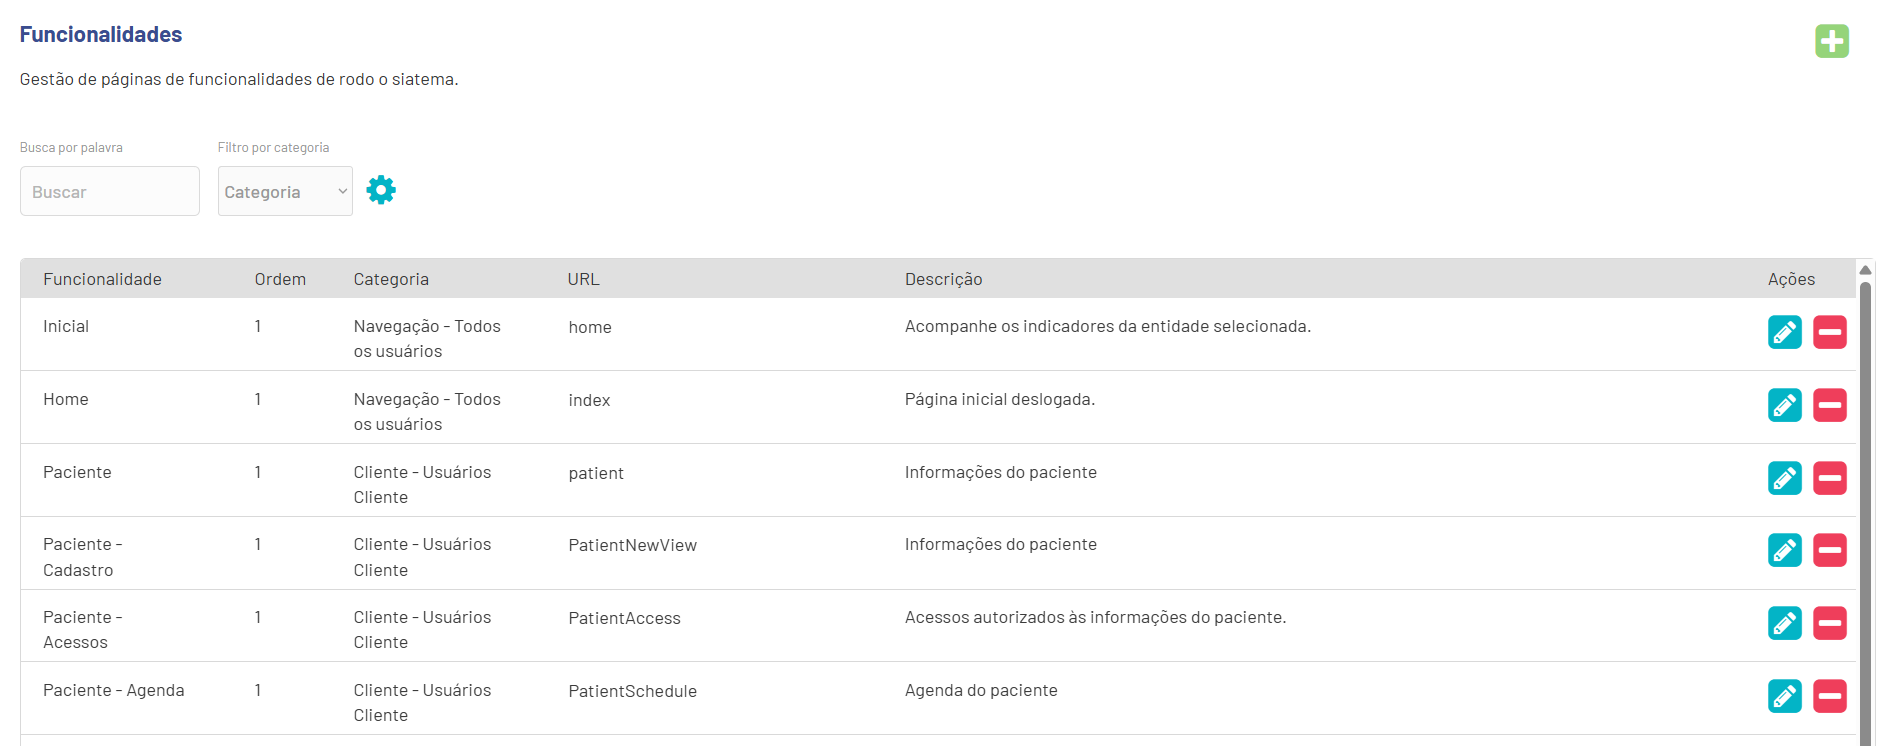 Funcionalidades
Gestão de páginas de funcionalidades de rodo o siatema.
Busca por palavra Filtro por categoria
Buscar Categoria
Funcionalidade Ordem Categoria URL Descrição Ações
Inicial 1 Navegação - Todos home Acompanhe os indicadores da entidade selecionada.
os usuários
Home 1 Navegação - Todos index Página inicial deslogada.
os usuários
Paciente 1 Cliente - Usuários patient Informações do paciente
Cliente
Paciente - 1 Cliente - Usuários PatientNewView Informações do paciente
Cadastro Cliente
Paciente - 1 Cliente - Usuários PatientAccess Acessos autorizados às informações do paciente.
Acessos Cliente
Paciente - Agenda 1 Cliente - Usuários PatientSchedule Agenda do paciente
Cliente